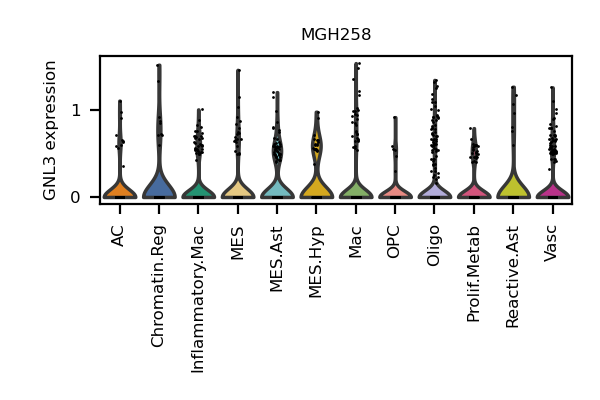 MGH258
GNL3 expression
1
0
AC
Chromatin.Reg
Inflammatory.Mac
MES
MES.Ast
MES.Hyp
Mac
OPC
Oligo
Prolif.Metab
Reactive.Ast
Vasc